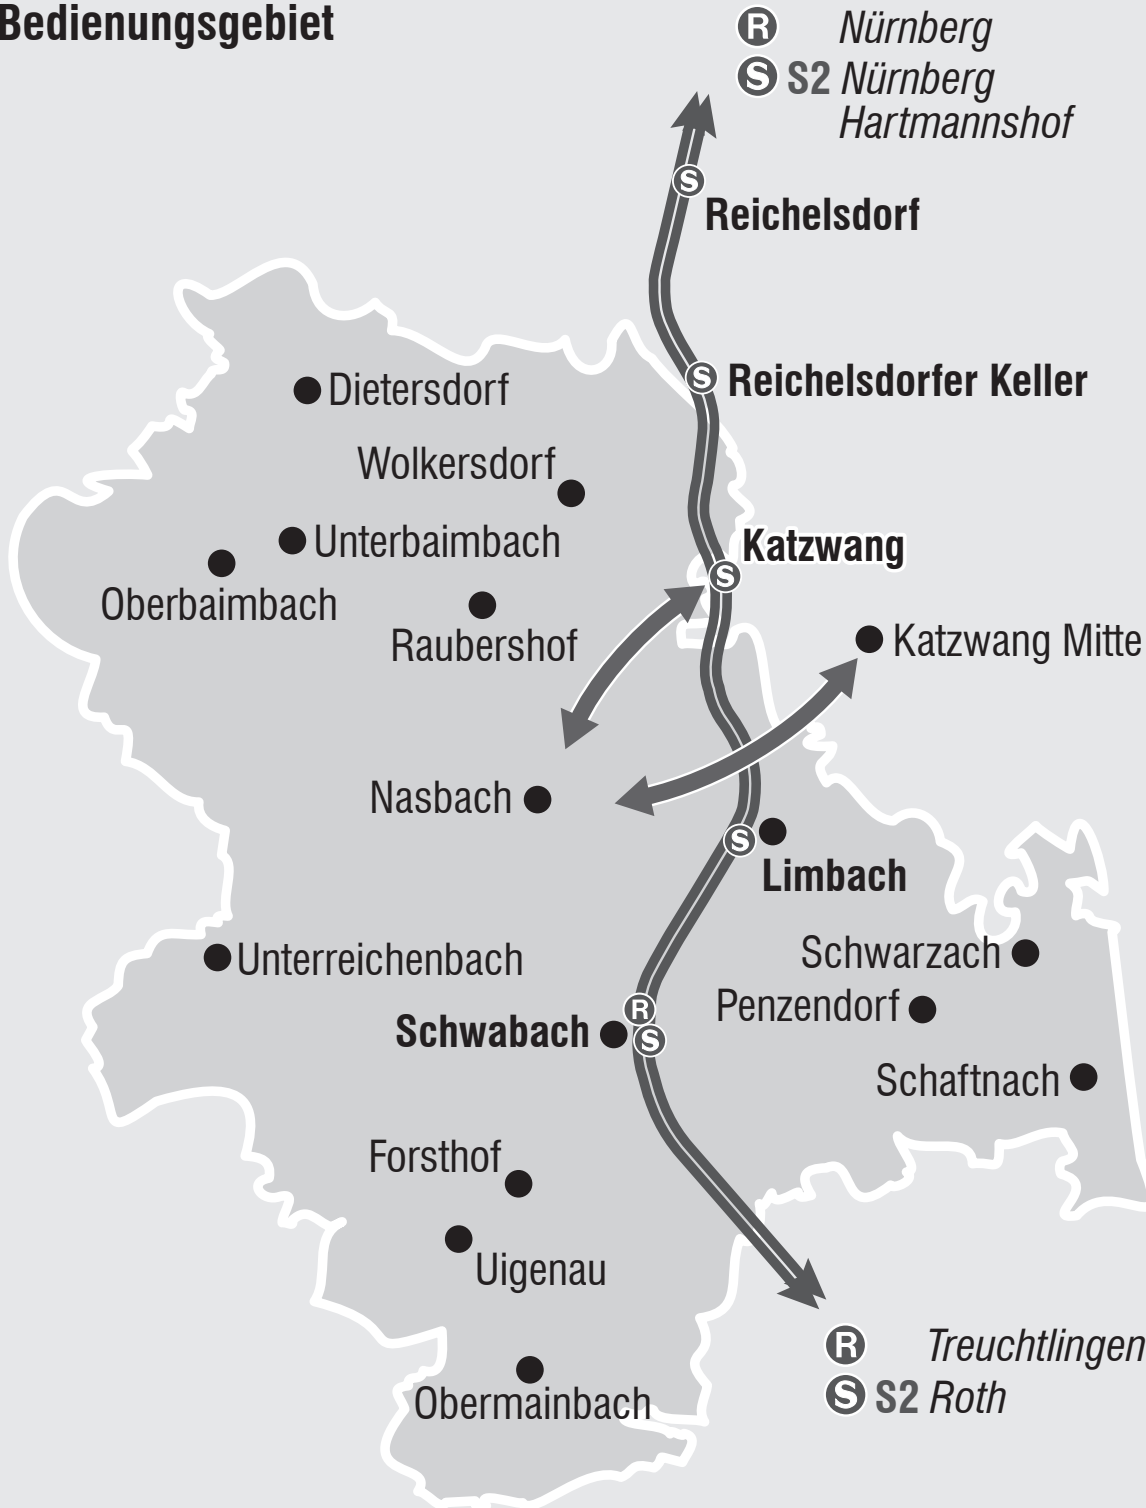 Bedienungsgebiet
R Nürnberg
S S2 Nürnberg
Hartmannshof
S
Reichelsdorf
S Reichelsdorfer Keller
Dietersdorf
Wolkersdorf
Unterbaimbach
Katzwang
S
Oberbaimbach
Raubershof
Katzwang Mitte
Nasbach
S
Limbach
Unterreichenbach
Schwarzach
Penzendorf
R
Schwabach
S
Schaftnach
Forsthof
Uigenau
R Treuchtlingen
S S2 Roth
Obermainbach